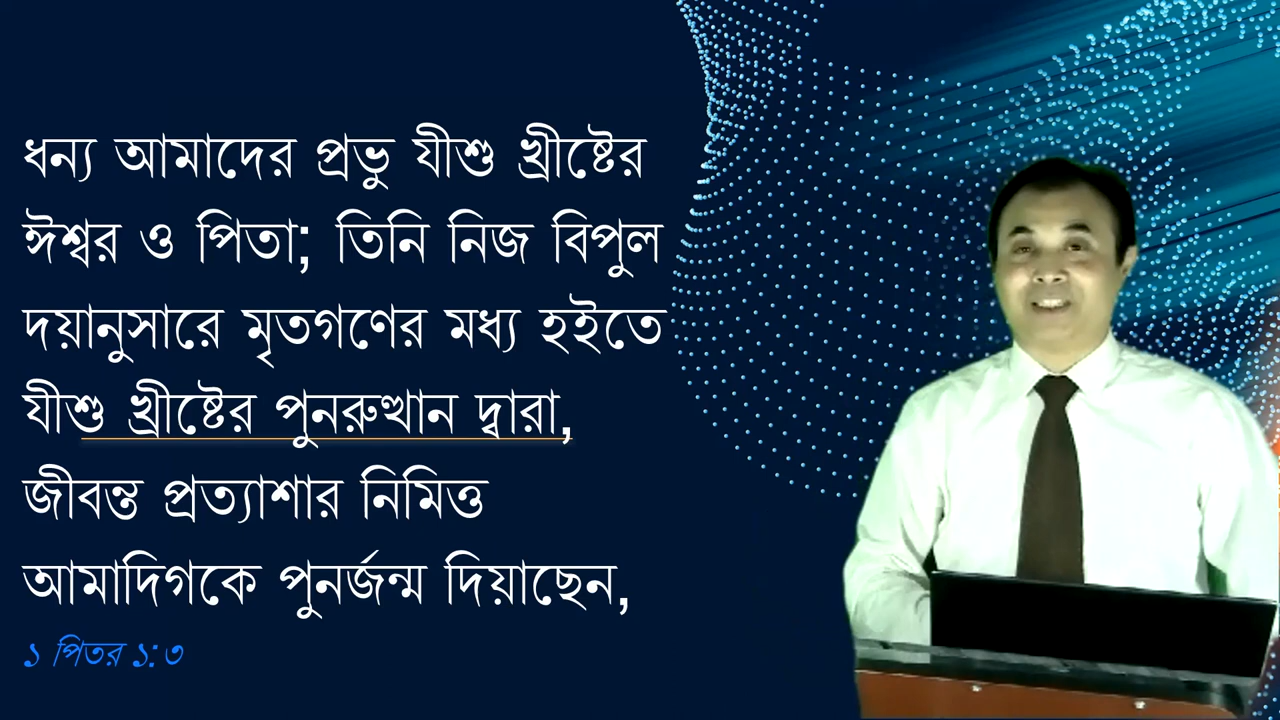 ধন্য আমাদের প্রভু যীশু খ্রীষ্টের
ঈশ্বর ও পিতা; তিনি নিজ বিপুল
দয়ানুসারে মৃতগণের মধ্য হইতে
যীশু খ্রীষ্টের পুনরুত্থান দ্বারা,
জীবন্ত প্রত্যাশার নিমিত্ত
আমাদিগকে পুনর্জন্ম দিয়াছেন,
১ পিতর ১:৩